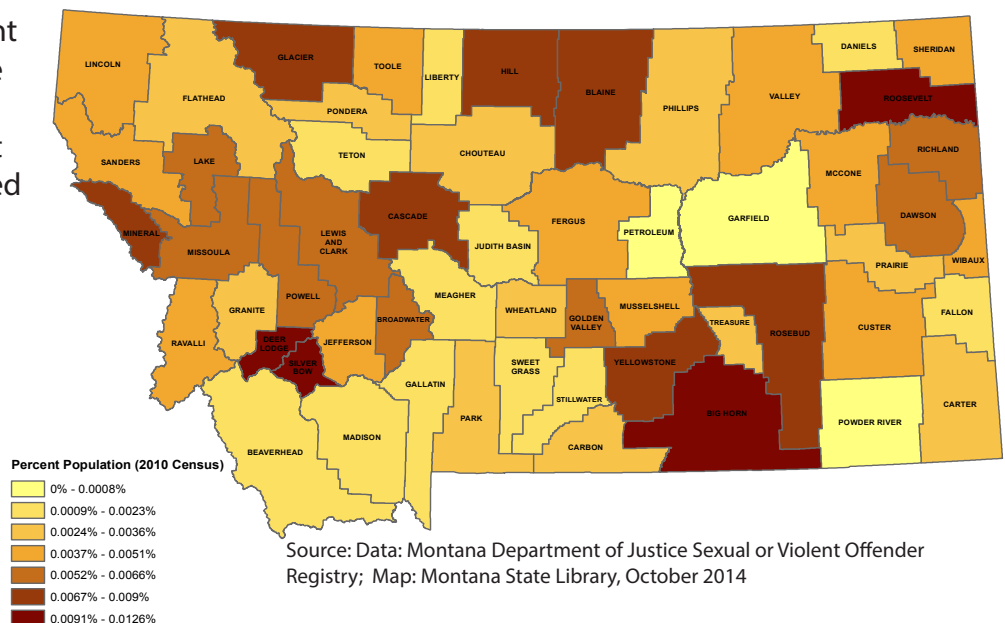 nt
e
t
ed
LINCOLN
FLATHEAD
GLACIER
TOOLE
LIBERTY
HILL
BLAINE
PHILLIPS
VALLEY
DANIELS
SHERIDAN
ROOSEVELT
PONDERA
TETON
CHOUTEAU
SANDERS
LAKE
RICHLAND
MCCONE
DAWSON
CASCADE
FERGUS
PETROLEUM
GARFIELD
MINERAL
MISSOULA
LEWIS
AND
CLARK
JUDITH BASIN
PRAIRIE
WIBAUX
MEAGHER
POWELL
GRANITE
WHEATLAND
GOLDEN
VALLEY
MUSSELSHELL
TREASURE
ROSEBUD
CUSTER
FALLON
BROADWATER
RAVALLI
DEER
LODGE
JEFFERSON
SILVER
BOW
YELLOWSTONE
SWEET
GRASS
GALLATIN
STILLWATER
BIG HORN
CARTER
PARK
POWDER RIVER
MADISON
CARBON
BEAVERHEAD
Percent Population (2010 Census)
0% - 0.0008%
0.0009% - 0.0023%
0.0024% - 0.0036%
0.0037% - 0.0051%
0.0052% - 0.0066%
0.0067% - 0.009%
0.0091% - 0.0126%
Source: Data: Montana Department of Justice Sexual or Violent Offender
Registry; Map: Montana State Library, October 2014